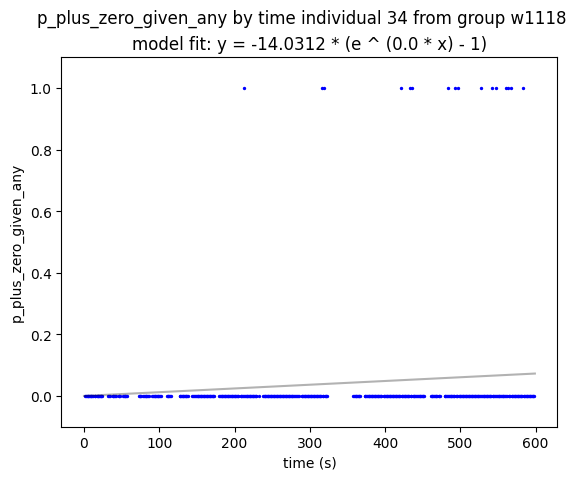 p_plus_zero_given_any by time individual 34 from group w1118
model fit: y = -14.0312 * (e ^ (0.0 * x) - 1)
1.0
0.8
0.6
0.4
0.2
0.0
p_plus_zero_given_any
0 100 200 300 400 500 600
time (s)